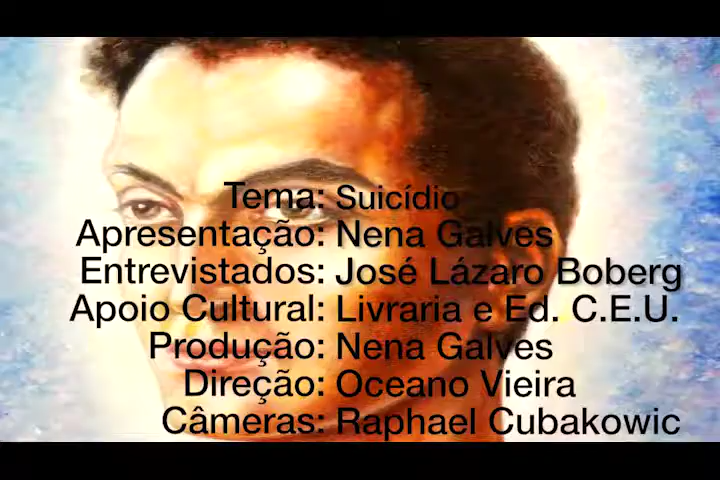 Tema: Suicídio
Apresentação: Nena Galves
Entrevistados: José Lázaro Boberg
Apoio Cultural: Livraria e Ed. C.E.U.
Produção: Nena Galves
Direção: Oceano Vieira
Câmeras: Raphael Cubakowic